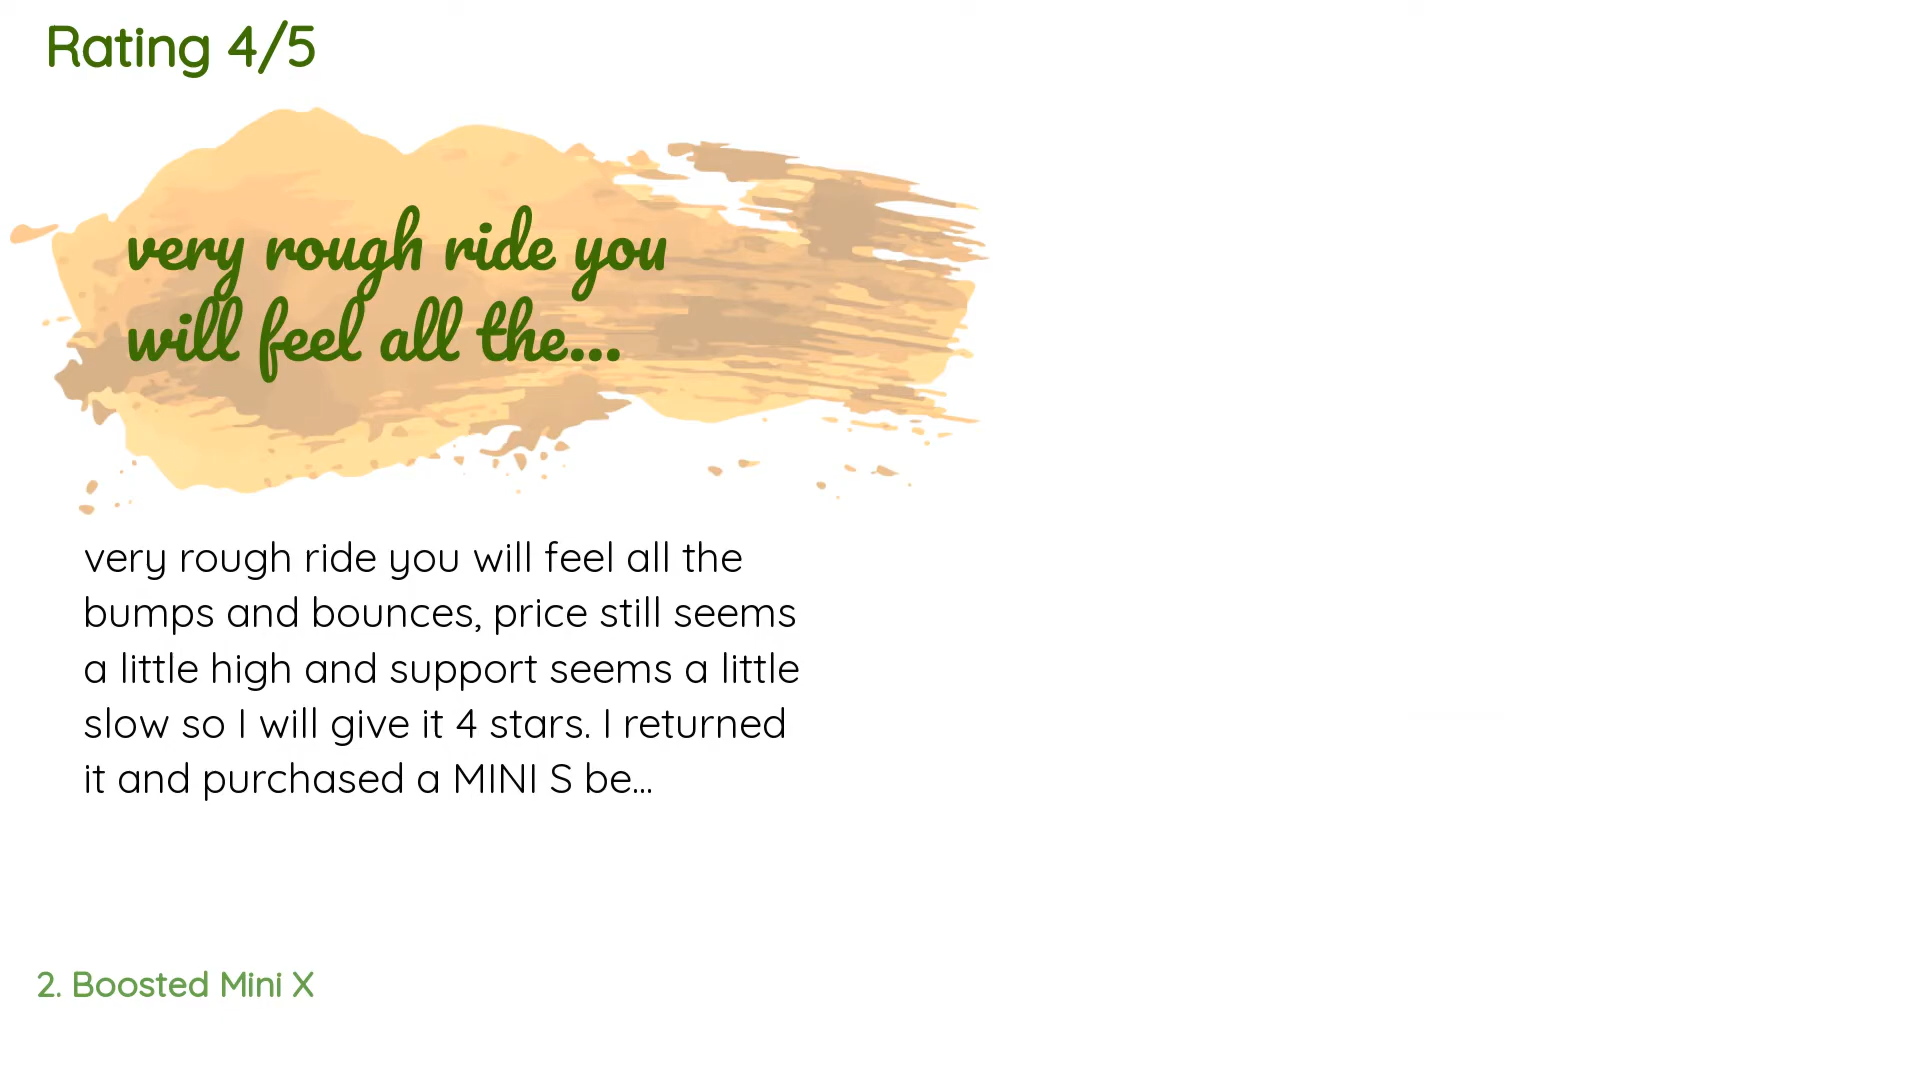 Rating 4/5
very rough ride you
will feel all the...
very rough ride you will feel all the
bumps and bounces, price still seems
a little high and support seems a little
slow so I will give it 4 stars. I returned
it and purchased a MINI S be...
2. Boosted Mini X